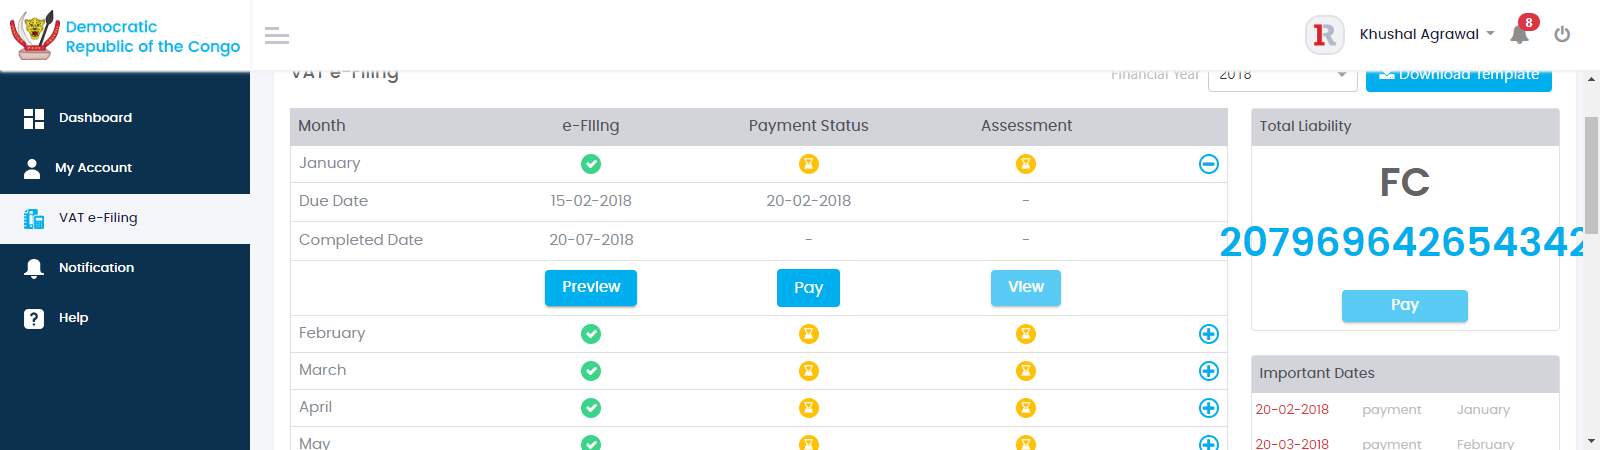 Democratic
Republic of the Congo
Khushal Agrawal
8
Dashboard
My Account
VAT e-Filing
Notification
Help
VAT e-Filing
Financial Year 2018 Download Template
Month e-Filing Payment Status Assessment
January
Due Date 15-02-2018 20-02-2018 -
Completed Date 20-07-2018 - -
Preview Pay View
February
March
April
May
Total Liability
FC
207969642654342
Pay
Important Dates
20-02-2018 payment January
20-03-2018 payment February